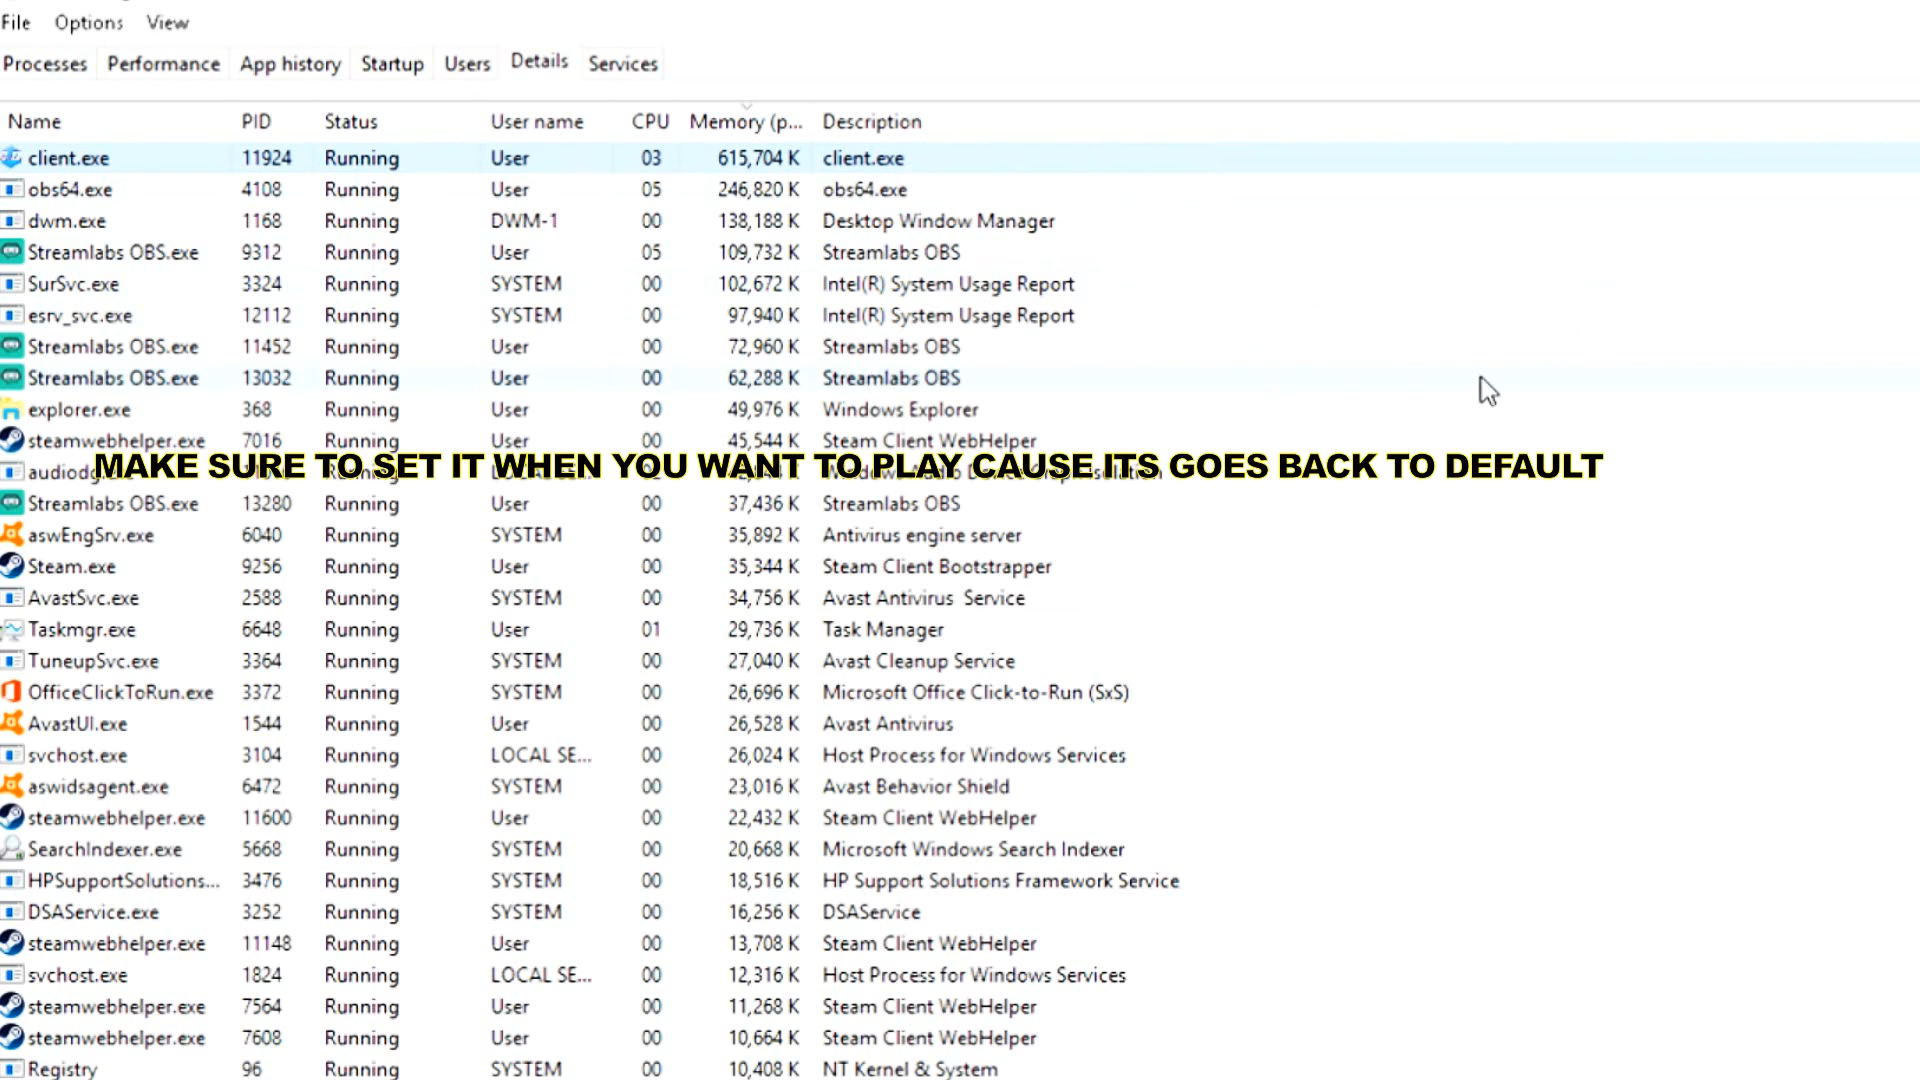 File Options View
Processes Performance App history Startup Users Details Services
Name PID Status User name CPU Memory (p... Description
client.exe 11924 Running User 03 615,704 K client.exe
obs64.exe 4108 Running User 05 246,820 K obs64.exe
dwm.exe 1168 Running DWM-1 00 138,188 K Desktop Window Manager
Streamlabs OBS.exe 9312 Running User 05 109,732 K Streamlabs OBS
SurSvc.exe 3324 Running SYSTEM 00 102,672 K Intel(R) System Usage Report
esrv_svc.exe 12112 Running SYSTEM 00 97,940 K Intel(R) System Usage Report
Streamlabs OBS.exe 11452 Running User 00 72,960 K Streamlabs OBS
Streamlabs OBS.exe 13032 Running User 00 62,288 K Streamlabs OBS
explorer.exe 368 Running User 00 49,976 K Windows Explorer
steamwebhelper.exe 7016 Running User 00 45,544 K Steam Client WebHelper
MAKE SURE TO SET IT WHEN YOU WANT TO PLAY CAUSE ITS GOES BACK TO DEFAULT
Running
Streamlabs OBS.exe 13280 Running User 00 37,436 K Streamlabs OBS
aswEngSrv.exe 6040 Running SYSTEM 00 35,892 K Antivirus engine server
Steam.exe 9256 Running User 00 35,344 K Steam Client Bootstrapper
AvastSvc.exe 2588 Running SYSTEM 00 34,756 K Avast Antivirus Service
Taskmgr.exe 6648 Running User 01 29,736 K Task Manager
TuneupSvc.exe 3364 Running SYSTEM 00 27,040 K Avast Cleanup Service
OfficeClickToRun.exe 3372 Running SYSTEM 00 26,696 K Microsoft Office Click-to-Run (SxS)
AvastUI.exe 1544 Running User 00 26,528 K Avast Antivirus
svchost.exe 3104 Running LOCAL SE... 00 26,024 K Host Process for Windows Services
aswidsagent.exe 6472 Running SYSTEM 00 23,016 K Avast Behavior Shield
steamwebhelper.exe 11600 Running User 00 22,432 K Steam Client WebHelper
SearchIndexer.exe 5668 Running SYSTEM 00 20,668 K Microsoft Windows Search Indexer
HPSupportSolutions... 3476 Running SYSTEM 00 18,516 K HP Support Solutions Framework Service
DSAService.exe 3252 Running SYSTEM 00 16,256 K DSAService
steamwebhelper.exe 11148 Running User 00 13,708 K Steam Client WebHelper
svchost.exe 1824 Running LOCAL SE... 00 12,316 K Host Process for Windows Services
steamwebhelper.exe 7564 Running User 00 11,268 K Steam Client WebHelper
steamwebhelper.exe 7608 Running User 00 10,664 K Steam Client WebHelper
Registry 96 Running SYSTEM 00 10,408 K NT Kernel & System